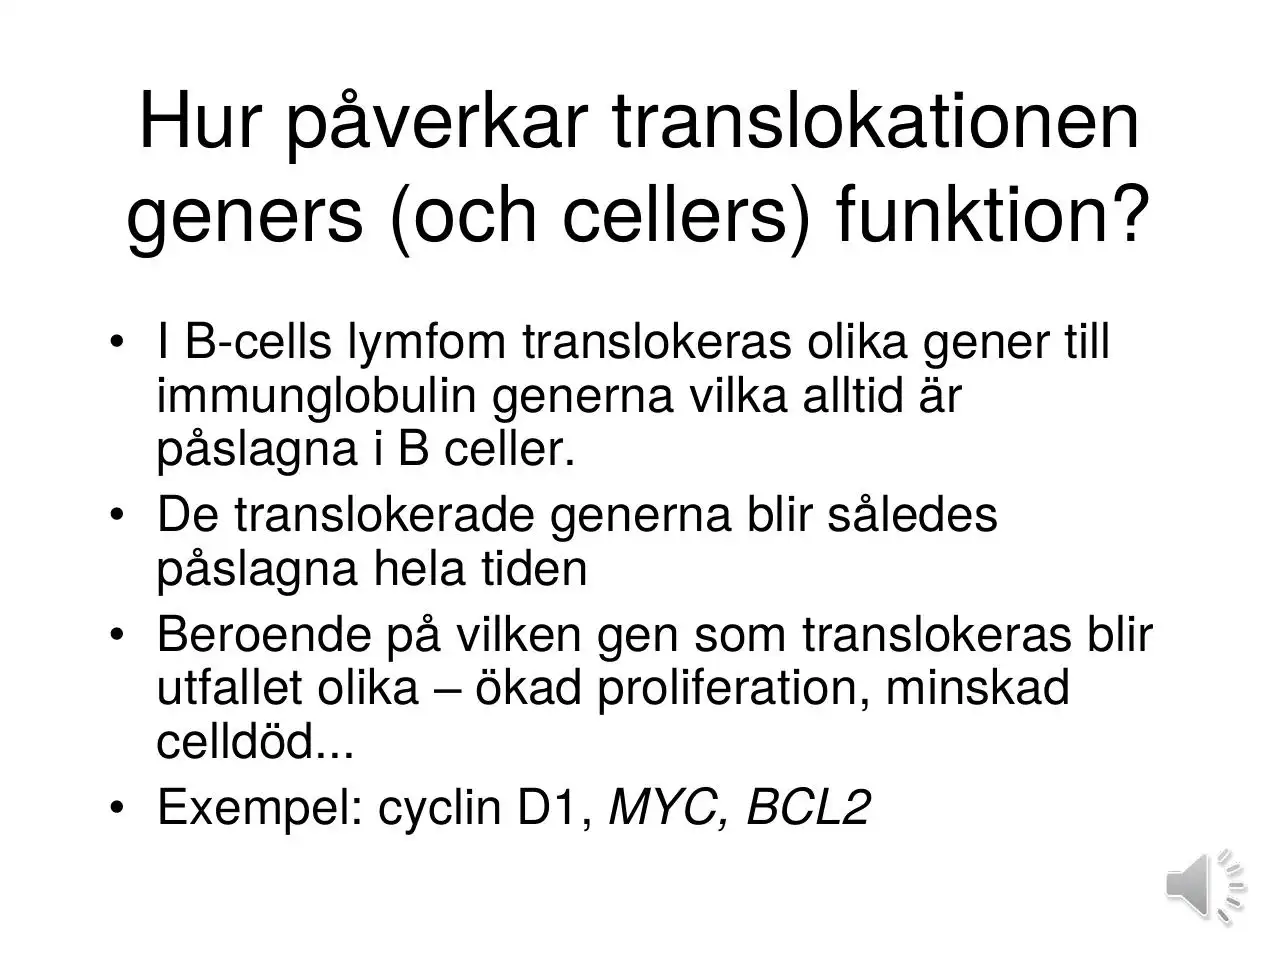 Hur påverkar translokationen
geners (och cellers) funktion?
• I B-cells lymfom translokeras olika gener till
immunglobulin generna vilka alltid är
påslagna i B celler.
• De translokerade generna blir således
påslagna hela tiden
• Beroende på vilken gen som translokeras blir
utfallet olika – ökad proliferation, minskad
celldöd...
• Exempel: cyclin D1, MYC, BCL2